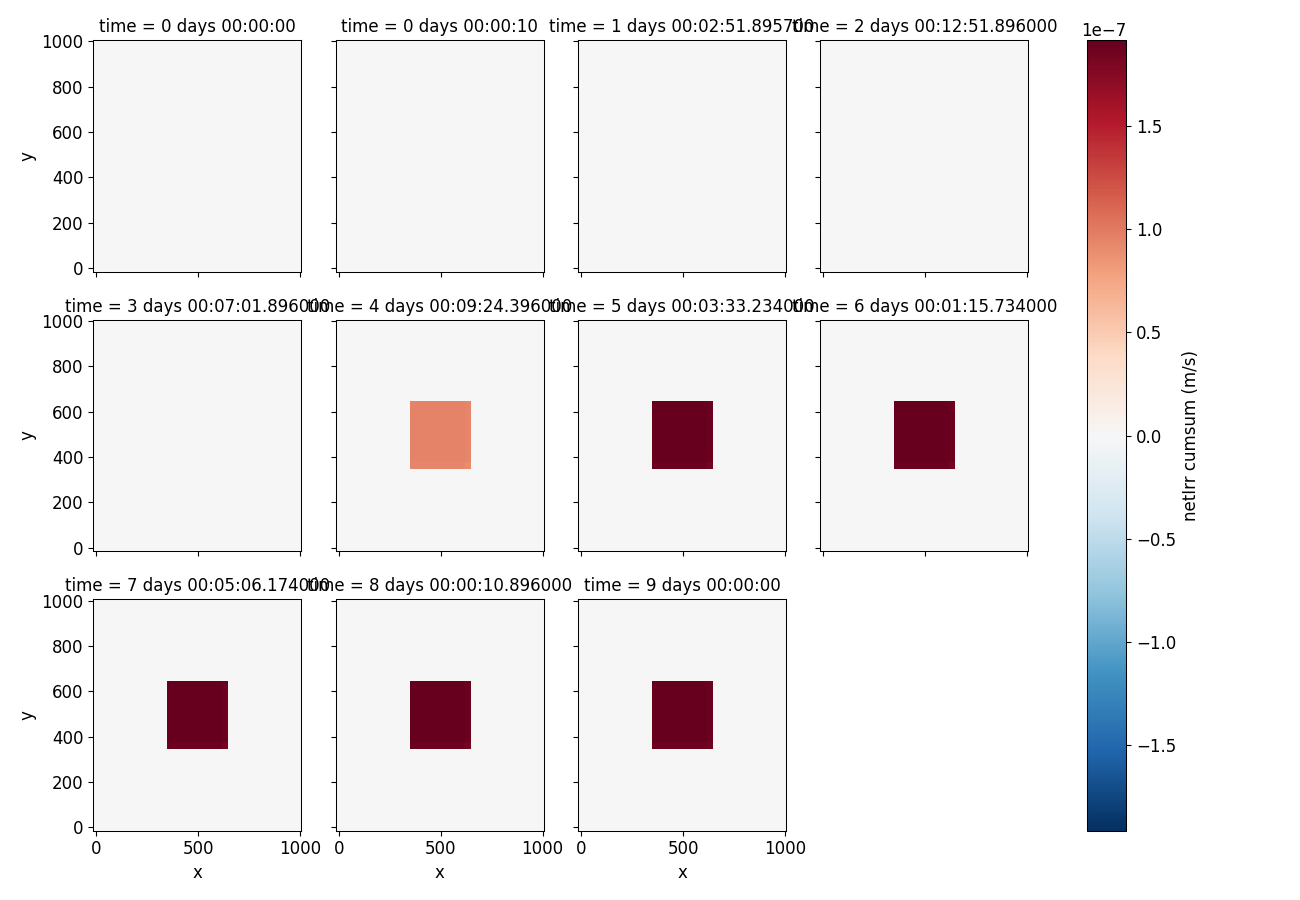 time = 0 days 00:00:00
time = 0 days 00:00:10
time = 1 days 00:02:51.895700
time = 2 days 00:12:51.896000
1e−7
1000
800
600
400
200
0
y
time = 3 days 00:07:01.896000
time = 4 days 00:09:24.396000
time = 5 days 00:03:33.234000
time = 6 days 00:01:15.734000
1000
800
600
400
200
0
y
time = 7 days 00:05:06.174000
time = 8 days 00:00:10.896000
time = 9 days 00:00:00
1000
800
600
400
200
0
y
0 500 1000
x
0 500 1000
x
0 500 1000
x
1.5
1.0
0.5
0.0
−0.5
−1.0
−1.5
netIrr cumsum (m/s)